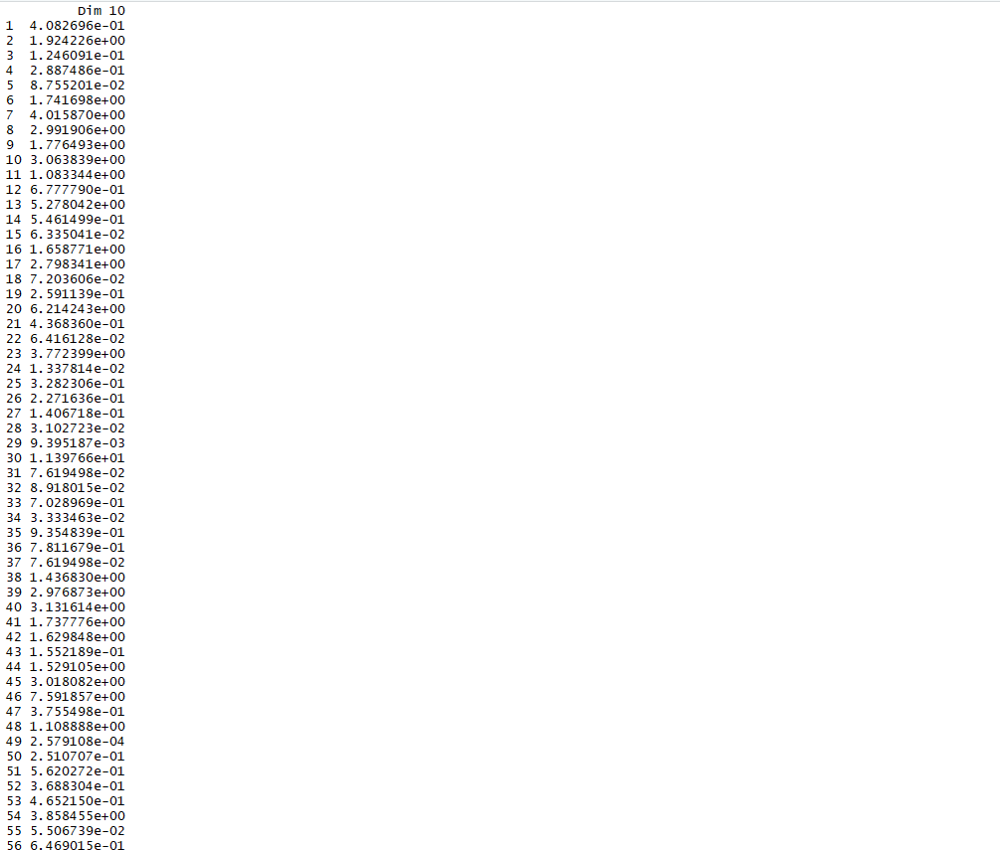 Dim 10
1 4.082696e-01
2 1.924226e+00
3 1.246091e-01
4 2.887486e-01
5 8.755201e-02
6 1.741698e+00
7 4.015870e+00
8 2.991906e+00
9 1.776493e+00
10 3.063839e+00
11 1.083344e+00
12 6.777790e-01
13 5.278042e+00
14 5.461499e-01
15 6.335041e-02
16 1.658771e+00
17 2.798341e+00
18 7.203606e-02
19 2.591139e-01
20 6.214243e+00
21 4.368360e-01
22 6.416128e-02
23 3.772399e+00
24 1.337814e-02
25 3.282306e-01
26 2.271636e-01
27 1.406718e-01
28 3.102723e-02
29 9.395187e-03
30 1.139766e+01
31 7.619498e-02
32 8.918015e-02
33 7.028969e-01
34 3.333463e-02
35 9.354839e-01
36 7.811679e-01
37 7.619498e-02
38 1.436830e+00
39 2.976873e+00
40 3.131614e+00
41 1.737776e+00
42 1.629848e+00
43 1.552189e-01
44 1.529105e+00
45 3.018082e+00
46 7.591857e+00
47 3.755498e-01
48 1.108888e+00
49 2.579108e-04
50 2.510707e-01
51 5.620272e-01
52 3.688304e-01
53 4.652150e-01
54 3.858455e+00
55 5.506739e-02
56 6.469015e-01